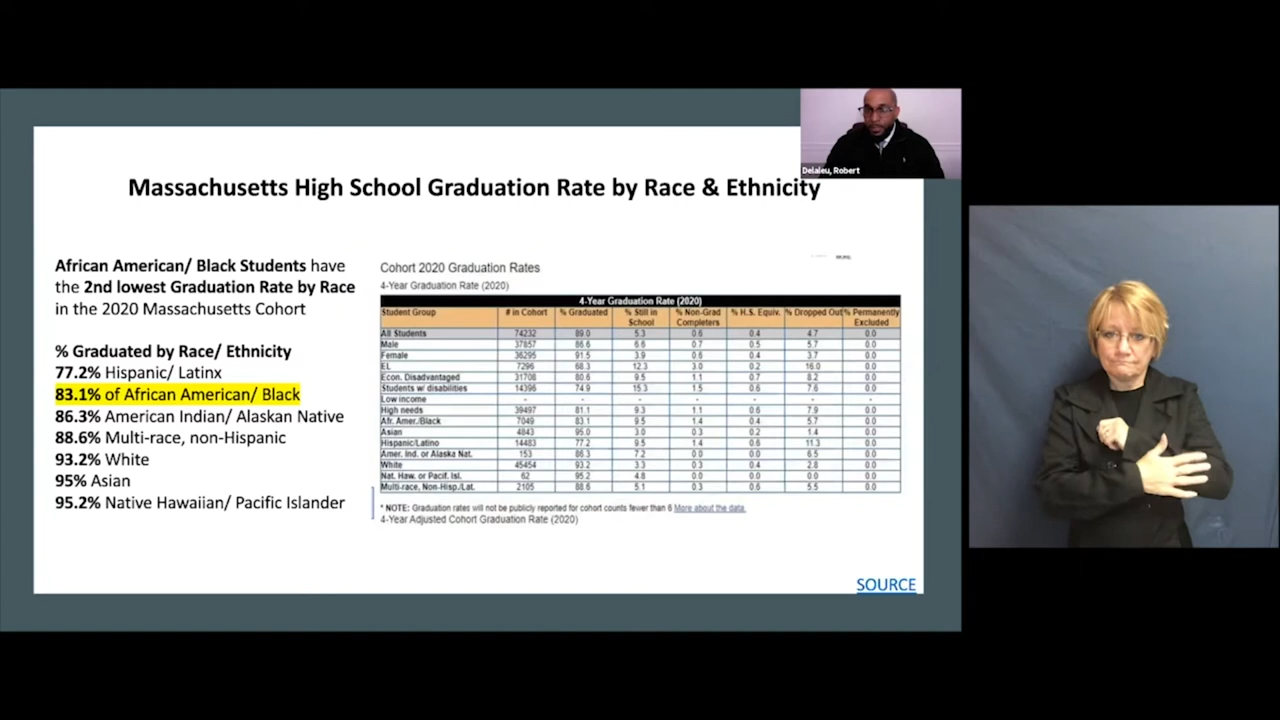 Delaleu, Robert
Massachusetts High School Graduation Rate by Race & Ethnicity
African American/ Black Students have
the 2nd lowest Graduation Rate by Race
in the 2020 Massachusetts Cohort
% Graduated by Race/ Ethnicity
77.2% Hispanic/ Latinx
83.1% of African American/ Black
86.3% American Indian/ Alaskan Native
88.6% Multi-race, non-Hispanic
93.2% White
95% Asian
95.2% Native Hawaiian/ Pacific Islander
Cohort 2020 Graduation Rates
4-Year Graduation Rate (2020)
4-Year Graduation Rate (2020)
Student Group # in Cohort % Graduated % Still in School % Non-Grad Completers % H.S. Equiv. % Dropped Out % Permanently Excluded
All Students 74232 89.0 5.3 0.6 0.4 4.7 0.0
Male 37857 86.6 6.6 0.7 0.5 5.7 0.0
Female 36295 91.5 3.9 0.6 0.4 3.7 0.0
EL 7296 68.3 12.3 3.0 0.2 16.0 0.0
Econ. Disadvantaged 31708 80.6 9.5 1.1 0.7 8.2 0.0
Students w/ disabilities 14396 74.9 15.3 1.5 0.6 7.6 0.0
Low income - - - - - -
High needs 39497 81.1 9.3 1.1 0.6 7.9 0.0
Afr. Amer./Black 7049 83.1 9.5 1.4 0.4 5.7 0.0
Asian 4843 95.0 3.0 0.3 0.2 1.4 0.0
Hispanic/Latino 14483 77.2 9.5 1.4 0.6 11.3 0.0
Amer. Ind. or Alaska Nat. 153 86.3 7.2 0.0 0.0 6.5 0.0
White 45454 93.2 3.3 0.3 0.4 2.8 0.0
Nat. Haw. or Pacif. Isl. 62 95.2 4.8 0.0 0.0 0.0 0.0
Multi-race, Non-Hisp./Lat. 2105 88.6 5.1 0.3 0.6 5.5 0.0
* NOTE: Graduation rates will not be publicly reported for cohort counts fewer than 6 More about the data.
4-Year Adjusted Cohort Graduation Rate (2020)
SOURCE